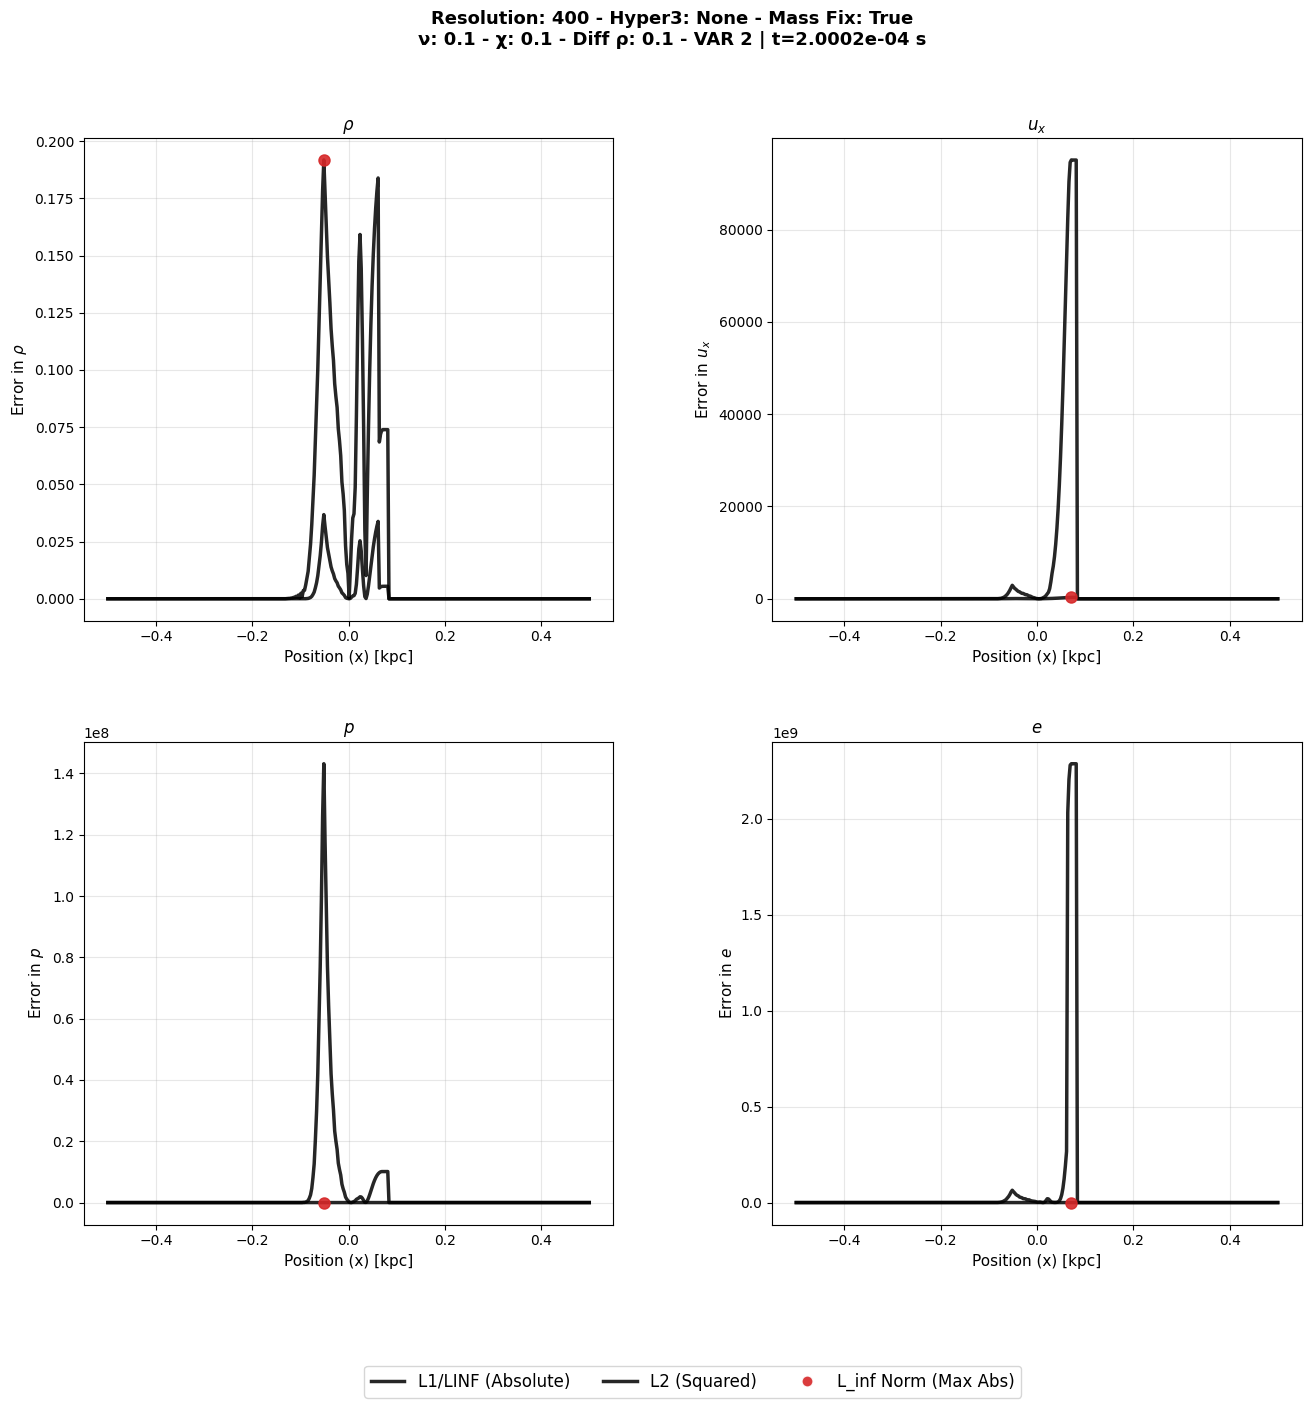 Resolution: 400 - Hyper3: None - Mass Fix: True
ν: 0.1 - χ: 0.1 - Diff ρ: 0.1 - VAR 2 | t=2.0002e-04 s
ρ
0.200
0.175
0.150
0.125
0.100
0.075
0.050
0.025
0.000
Error in ρ
−0.4 −0.2 0.0 0.2 0.4
Position (x) [kpc]
u_x
80000
60000
40000
20000
0
Error in u_x
−0.4 −0.2 0.0 0.2 0.4
Position (x) [kpc]
p
1e8
1.4
1.2
1.0
0.8
0.6
0.4
0.2
0.0
Error in p
−0.4 −0.2 0.0 0.2 0.4
Position (x) [kpc]
e
1e9
2.0
1.5
1.0
0.5
0.0
Error in e
−0.4 −0.2 0.0 0.2 0.4
Position (x) [kpc]
L1/LINF (Absolute) L2 (Squared) L_inf Norm (Max Abs)